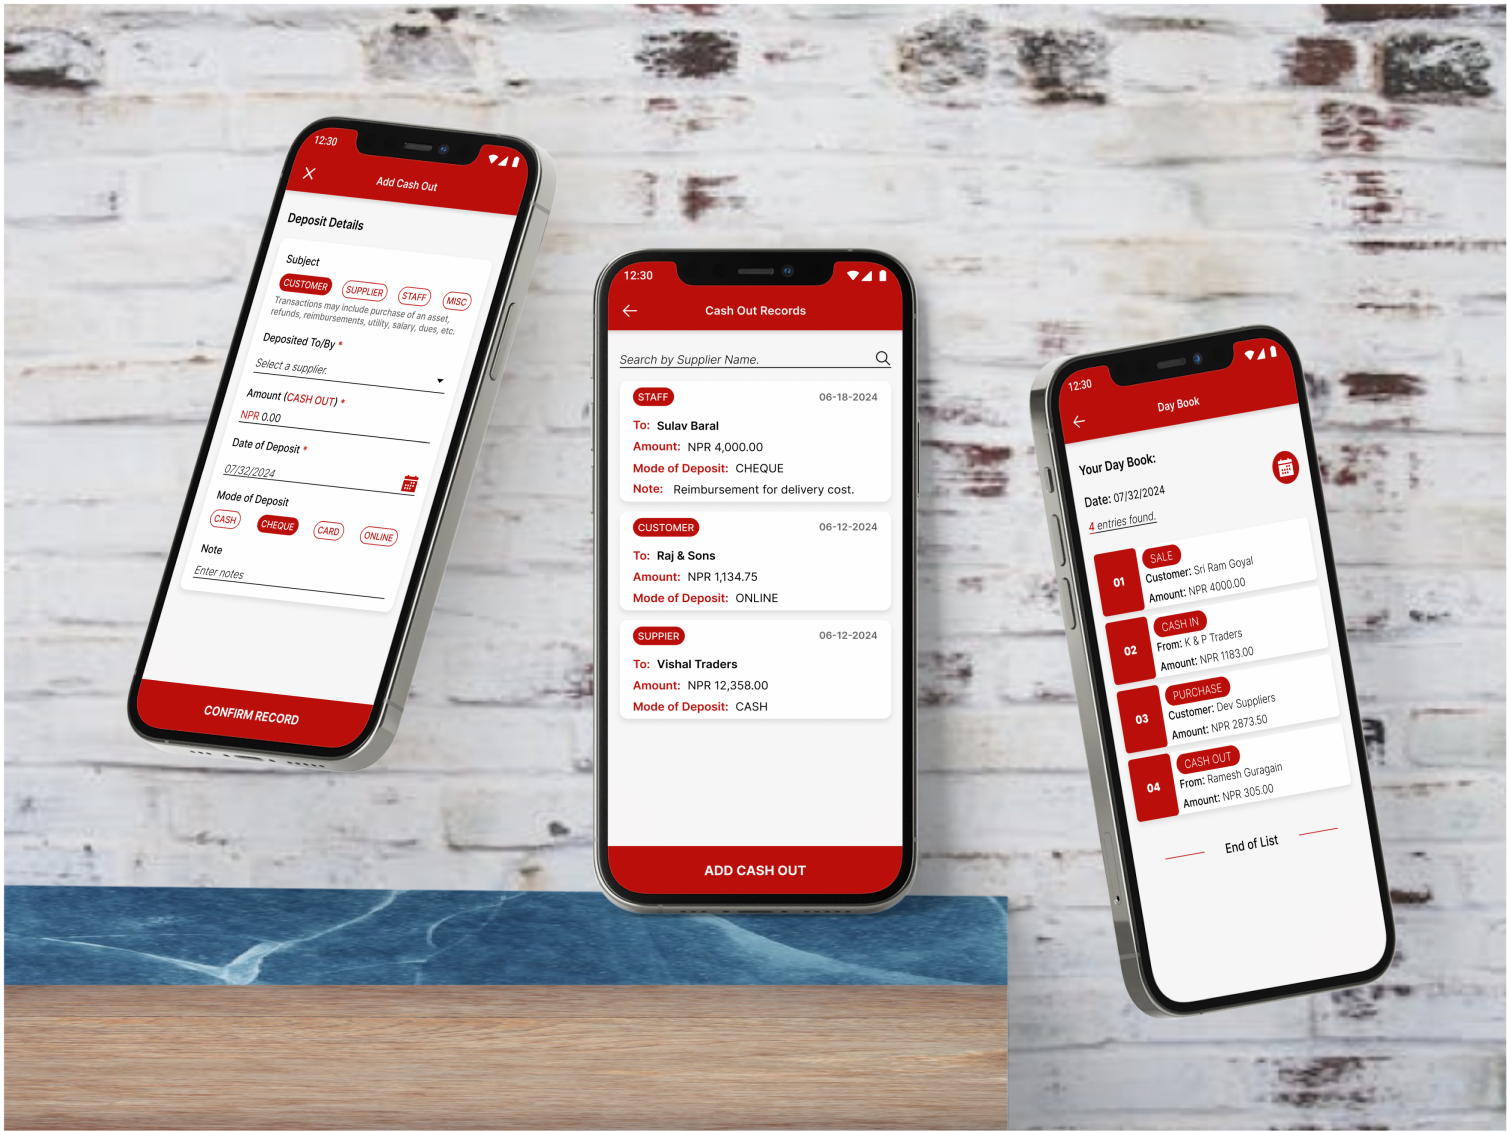 12:30
Add Cash Out
Deposit Details
Subject
CUSTOMER SUPPLIER STAFF MISC
Transactions may include purchase of an asset,
refunds, reimbursements, utility, salary, dues, etc.
Deposited To/By *
Select a supplier.
Amount (CASH OUT) *
NPR 0.00
Date of Deposit *
07/32/2024
Mode of Deposit
CASH CHEQUE CARD ONLINE
Note
Enter notes
CONFIRM RECORD
12:30
Cash Out Records
Search by Supplier Name.
STAFF 06-18-2024
To: Sulav Baral
Amount: NPR 4,000.00
Mode of Deposit: CHEQUE
Note: Reimbursement for delivery cost.
CUSTOMER 06-12-2024
To: Raj & Sons
Amount: NPR 1,134.75
Mode of Deposit: ONLINE
SUPPIER 06-12-2024
To: Vishal Traders
Amount: NPR 12,358.00
Mode of Deposit: CASH
ADD CASH OUT
12:30
Day Book
Your Day Book:
Date: 07/32/2024
4 entries found.
01
SALE
Customer: Sri Ram Goyal
Amount: NPR 4000.00
02
CASH IN
From: K & P Traders
Amount: NPR 1183.00
03
PURCHASE
Customer: Dev Suppliers
Amount: NPR 2873.50
04
CASH OUT
From: Ramesh Guragain
Amount: NPR 305.00
End of List